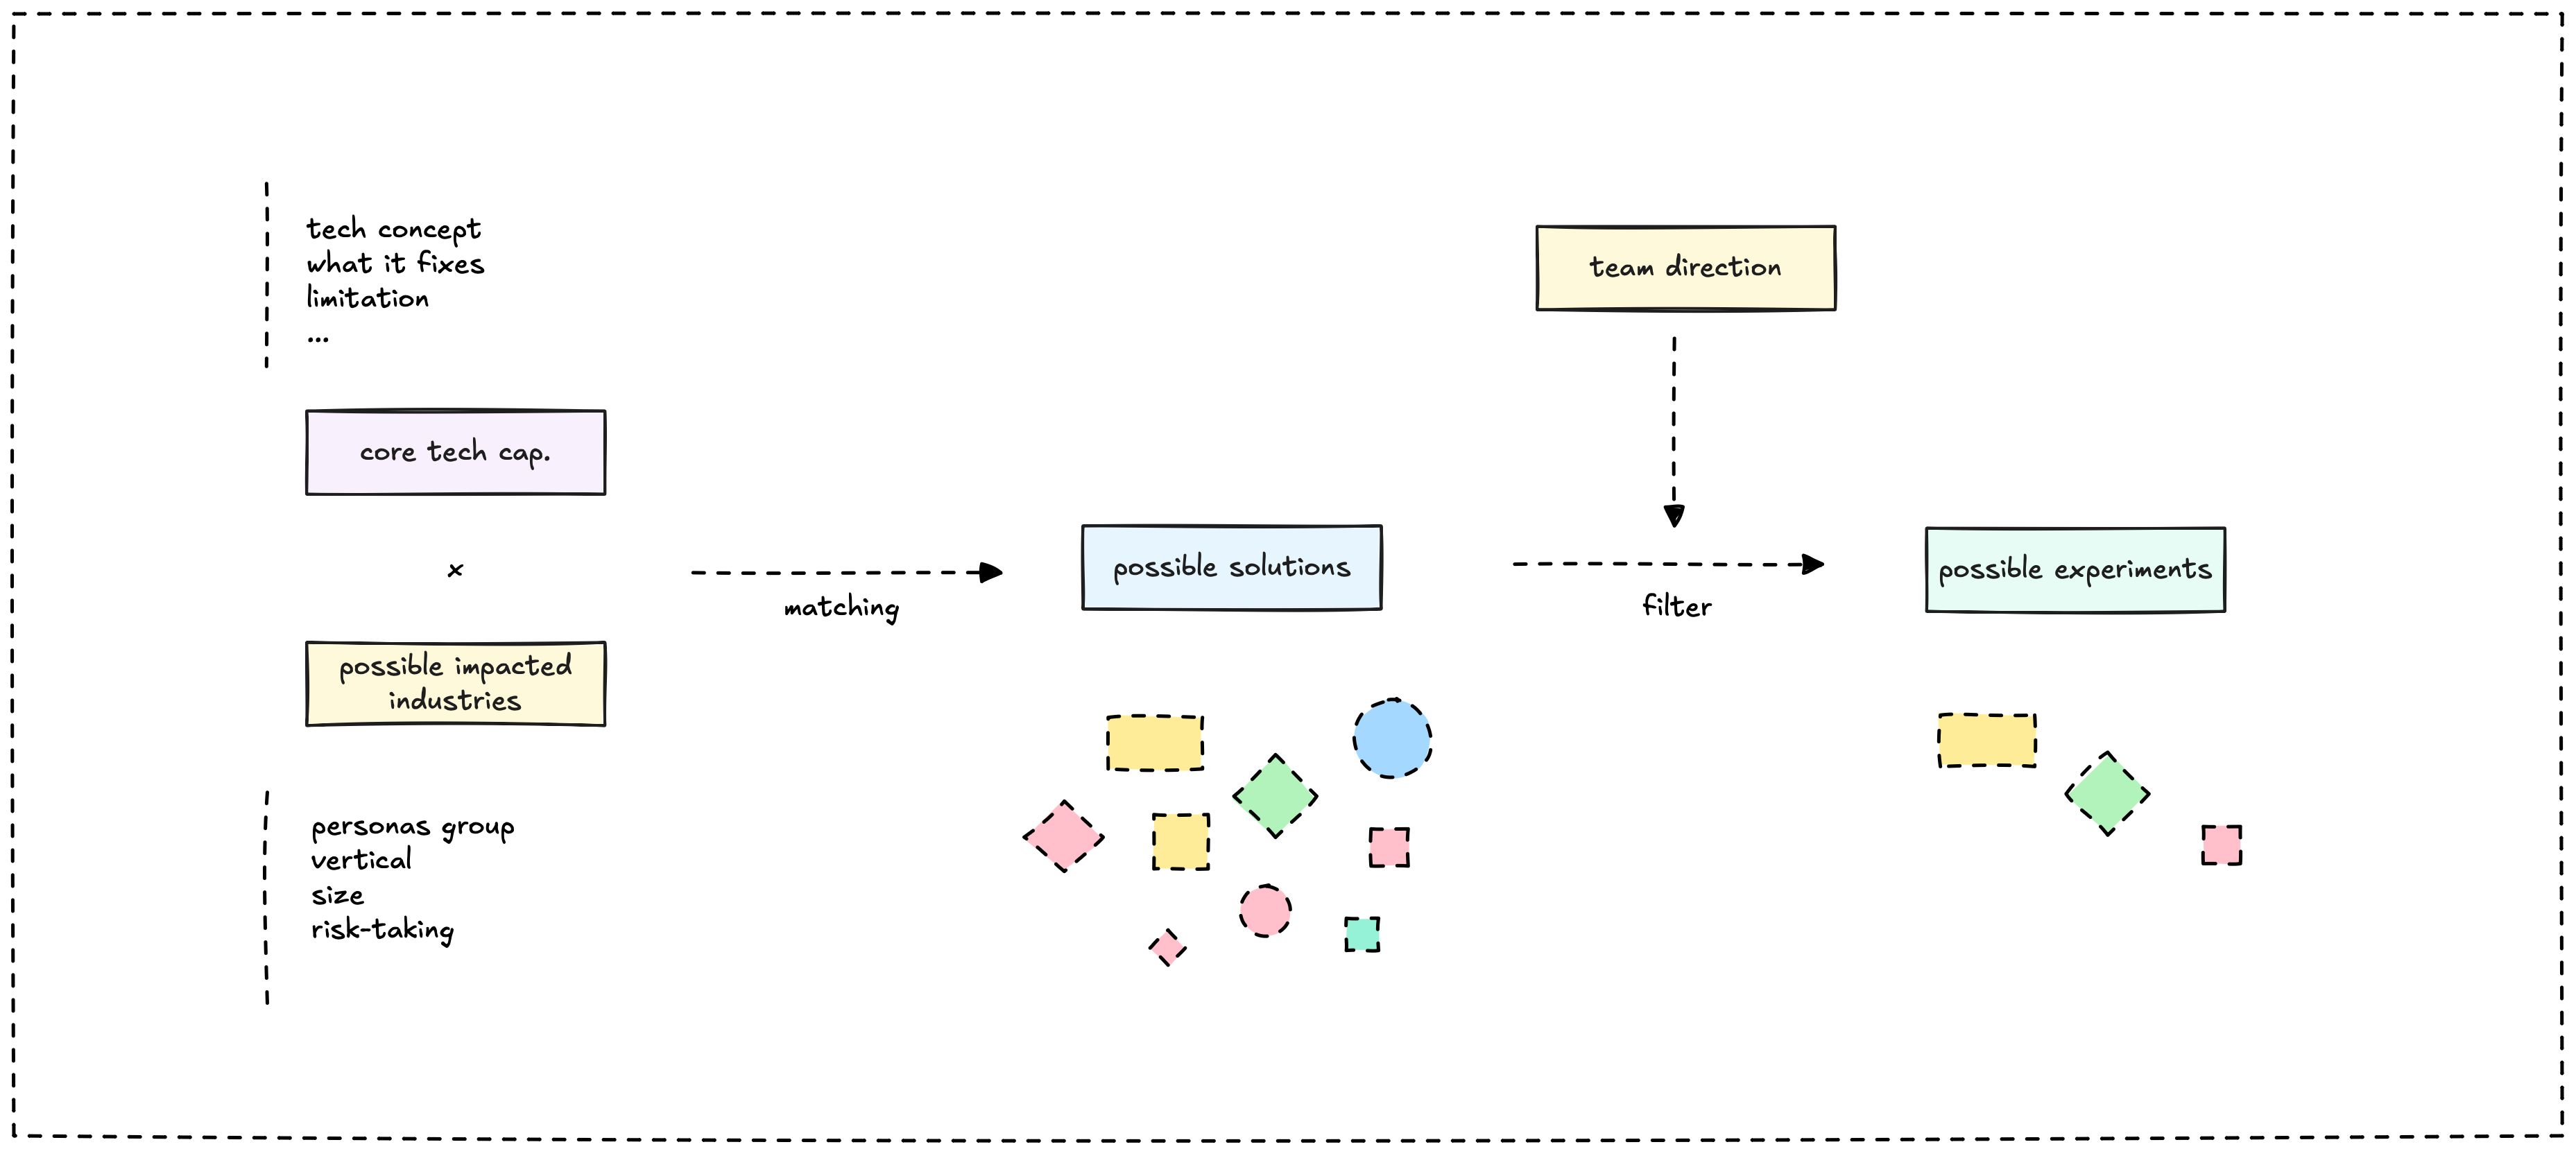 tech concept
what it fixes
limitation
...
core tech cap.
x
possible impacted
industries
personas group
vertical
size
risk-taking
matching
possible solutions
team direction
filter
possible experiments